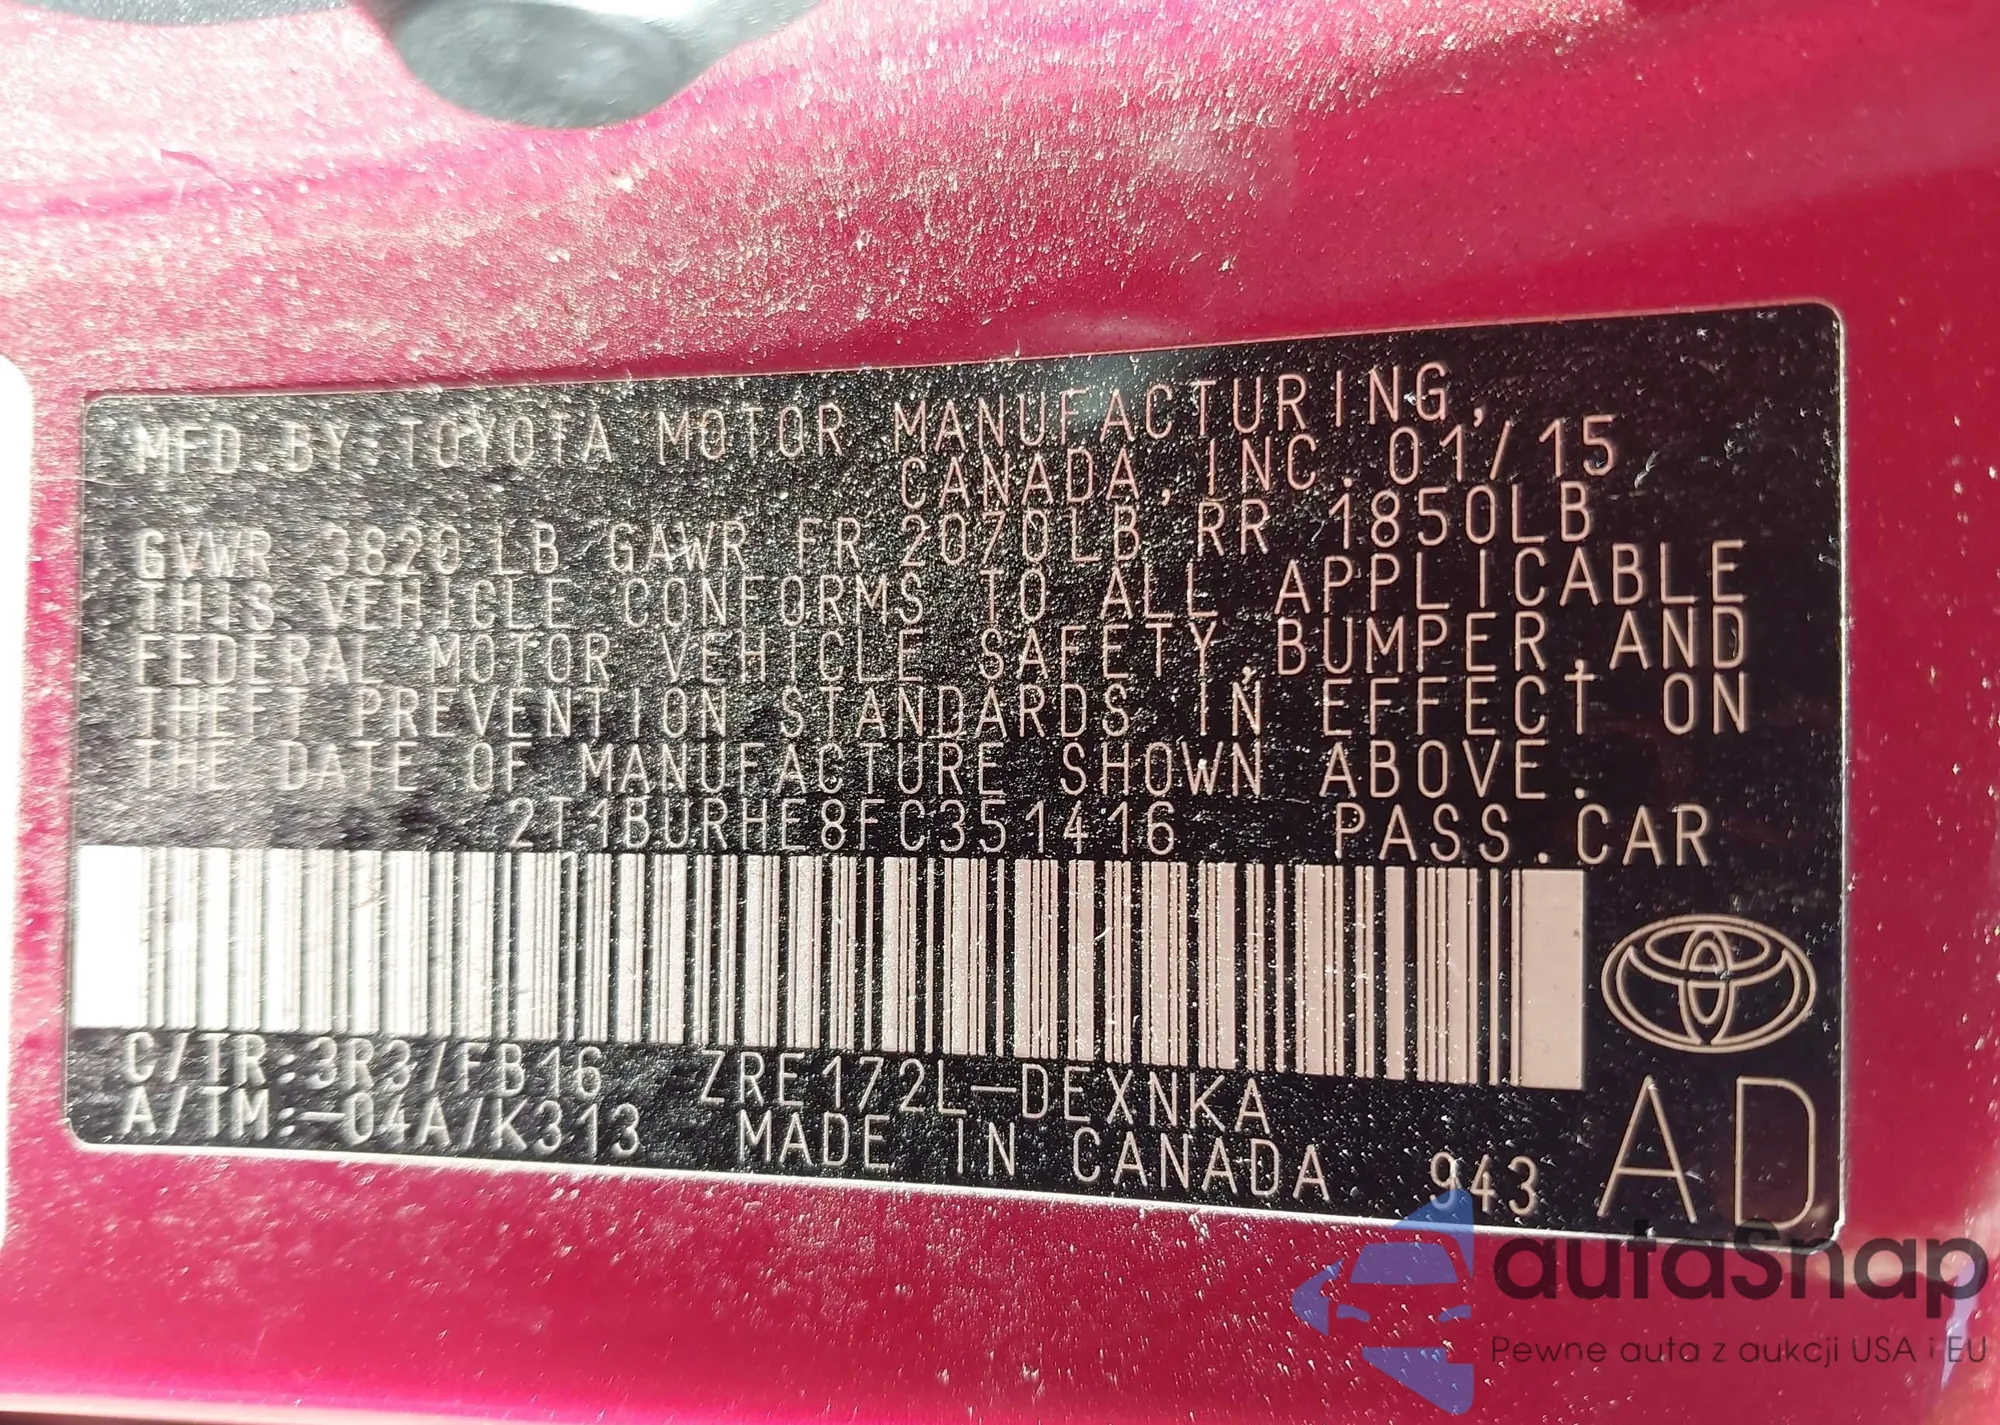 MFD.BY:TOYOTA MOTOR MANUFACTURING,
CANADA, INC. 01/15
GVWR 3820LB GAWR FR 2070LB RR 1850LB
THIS VEHICLE CONFORMS TO ALL APPLICABLE
FEDERAL MOTOR VEHICLE SAFETY,BUMPER,AND
THEFT PREVENTION STANDARDS IN EFFECT ON
THE DATE OF MANUFACTURE SHOWN ABOVE.
2T1BURHE8FC351416 PASS.CAR
C/TR:3R3/FB16 ZRE172L-DEXNKA
A/TM:-04A/K313 MADE IN CANADA 943 AD
autaSnap
Pewne auta z aukcji USA i EU